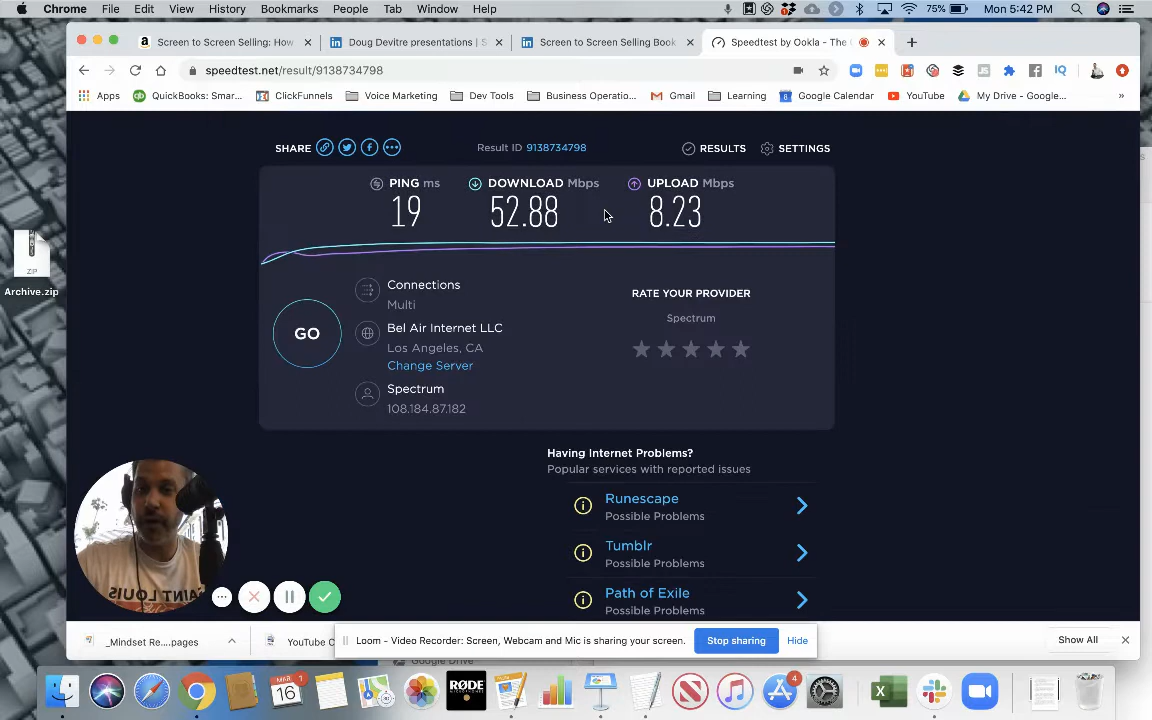 Chrome File Edit View History Bookmarks People Tab Window Help 75% Mon 5:42 PM
Screen to Screen Selling: How
Doug Devitre presentations | S
Screen to Screen Selling Book
Speedtest by Ookla - The
speedtest.net/result/9138734798
Apps QuickBooks: Smar... ClickFunnels Voice Marketing Dev Tools Business Operatio... Gmail Learning Google Calendar YouTube My Drive - Google... »
SHARE Result ID 9138734798 RESULTS SETTINGS
PING ms DOWNLOAD Mbps UPLOAD Mbps
19 52.88 8.23
Connections
Multi
Bel Air Internet LLC
Los Angeles, CA
Change Server
Spectrum
108.184.87.182
GO
RATE YOUR PROVIDER
Spectrum
Having Internet Problems?
Popular services with reported issues
Runescape
Possible Problems
Tumblr
Possible Problems
Path of Exile
Possible Problems
ZIP
Archive.zip
SAINT LOUIS
_Mindset Re....pages
YouTube C
Loom - Video Recorder: Screen, Webcam and Mic is sharing your screen. Stop sharing Hide
Show All
Google Drive
MAR 1
16
RØDE
4